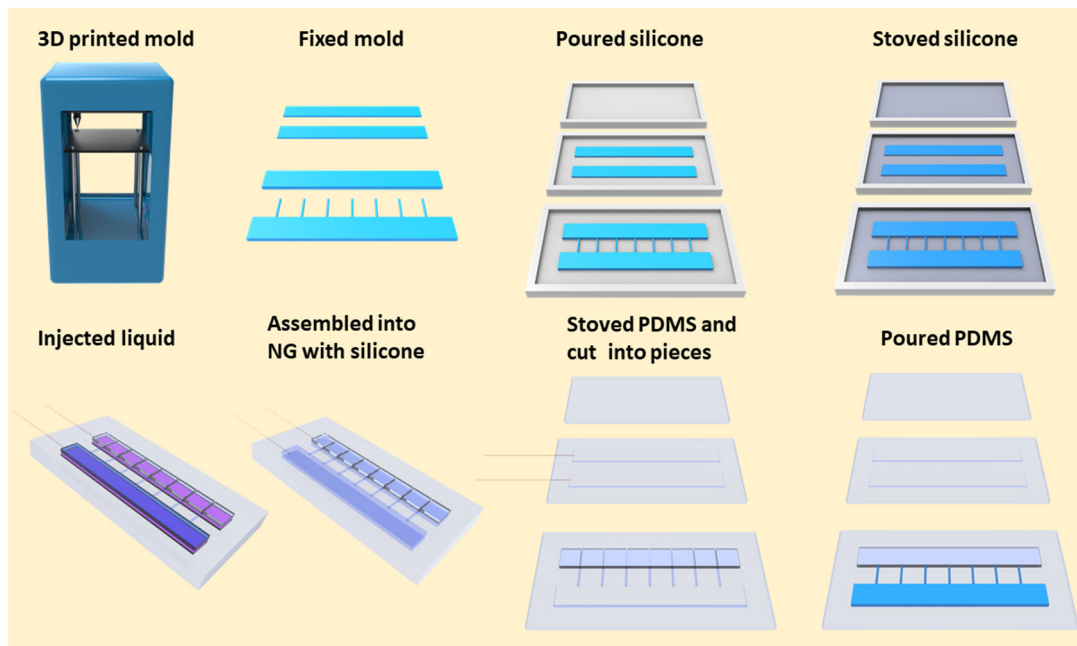 3D printed mold
Fixed mold
Poured silicone
Stoved silicone
Injected liquid
Assembled into
NG with silicone
Stoved PDMS and
cut into pieces
Poured PDMS